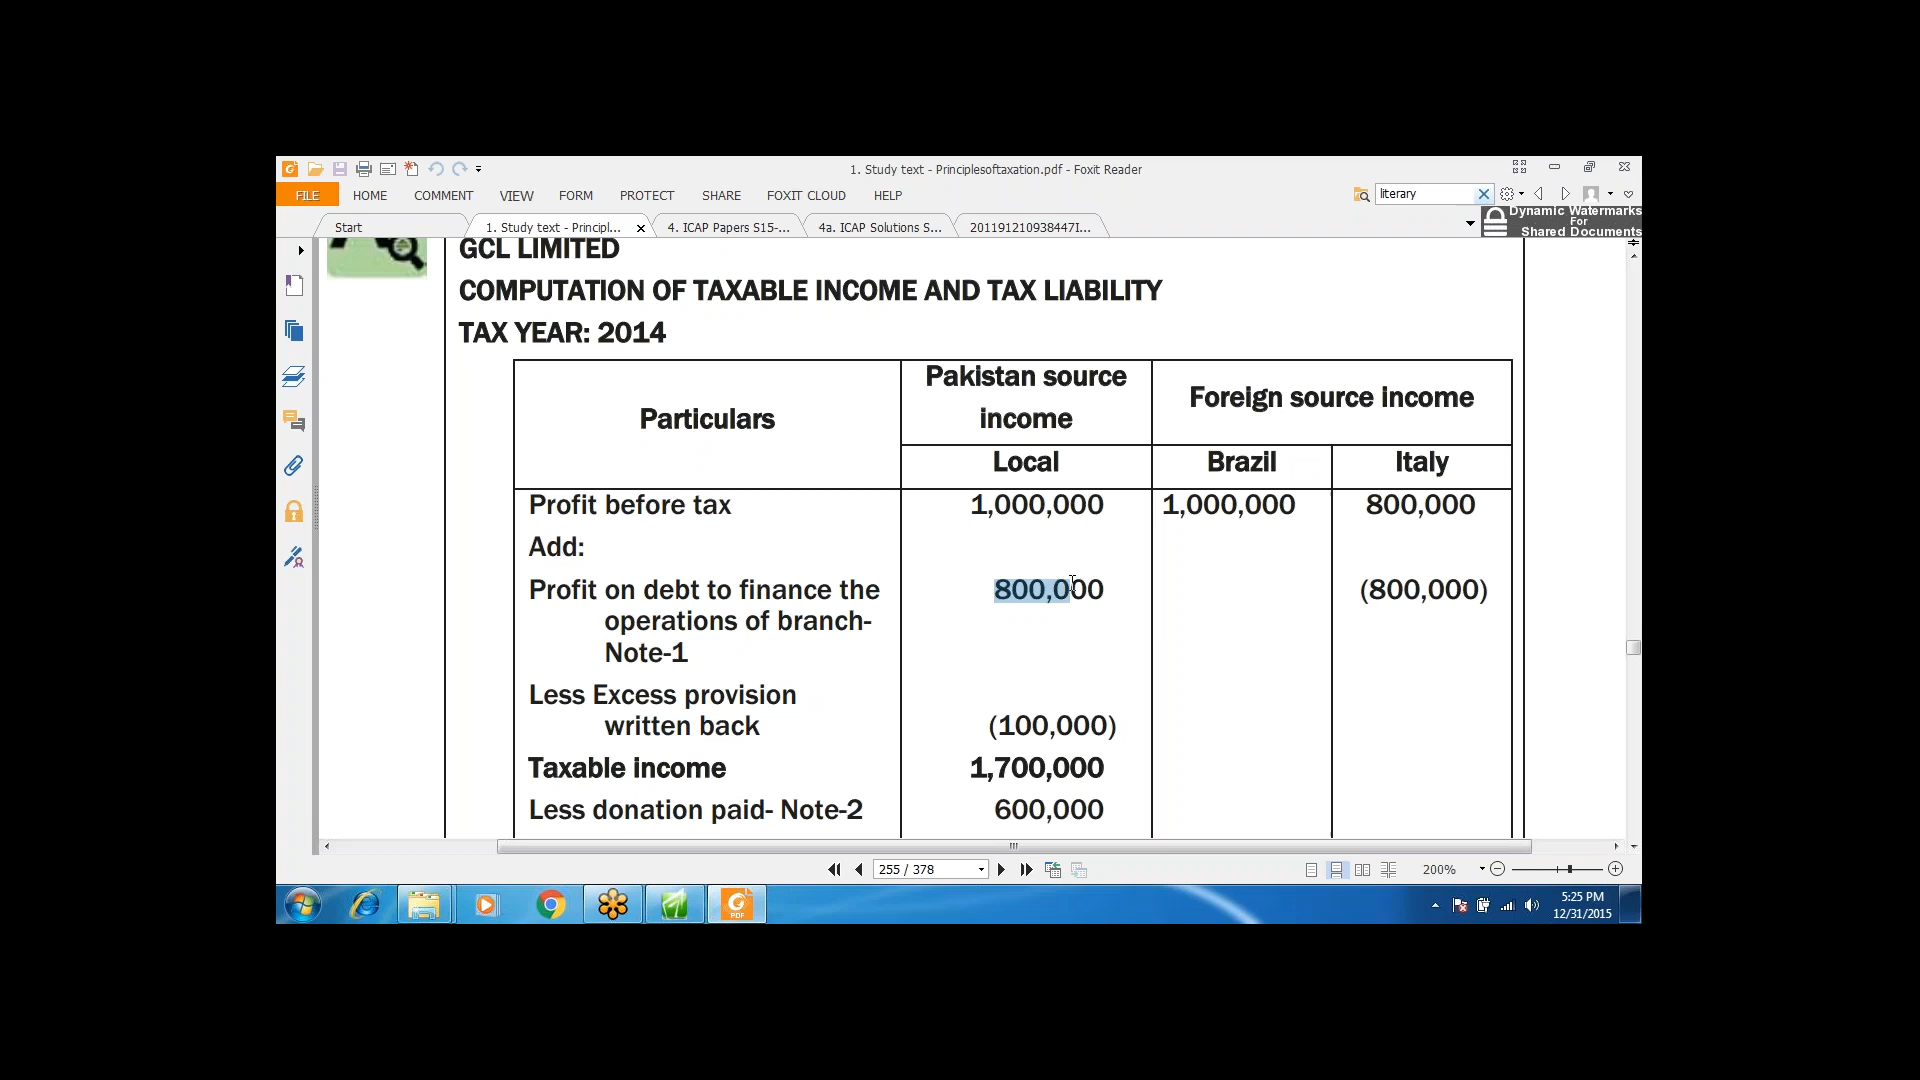 1. Study text - Principlesoftaxation.pdf - Foxit Reader
FILE HOME COMMENT VIEW FORM PROTECT SHARE FOXIT CLOUD HELP
literary
Start
1. Study text - Principl...
4. ICAP Papers S15-...
4a. ICAP Solutions S...
201191210938447I...
Dynamic Watermarks
For
Shared Documents
GCL LIMITED
COMPUTATION OF TAXABLE INCOME AND TAX LIABILITY
TAX YEAR: 2014
Particulars
Pakistan source
income
Foreign source income
Local Brazil Italy
Profit before tax 1,000,000 1,000,000 800,000
Add:
Profit on debt to finance the 800,000 (800,000)
operations of branch-
Note-1
Less Excess provision
written back (100,000)
Taxable income 1,700,000
Less donation paid- Note-2 600,000
255 / 378
200%
PDF
5:25 PM
12/31/2015